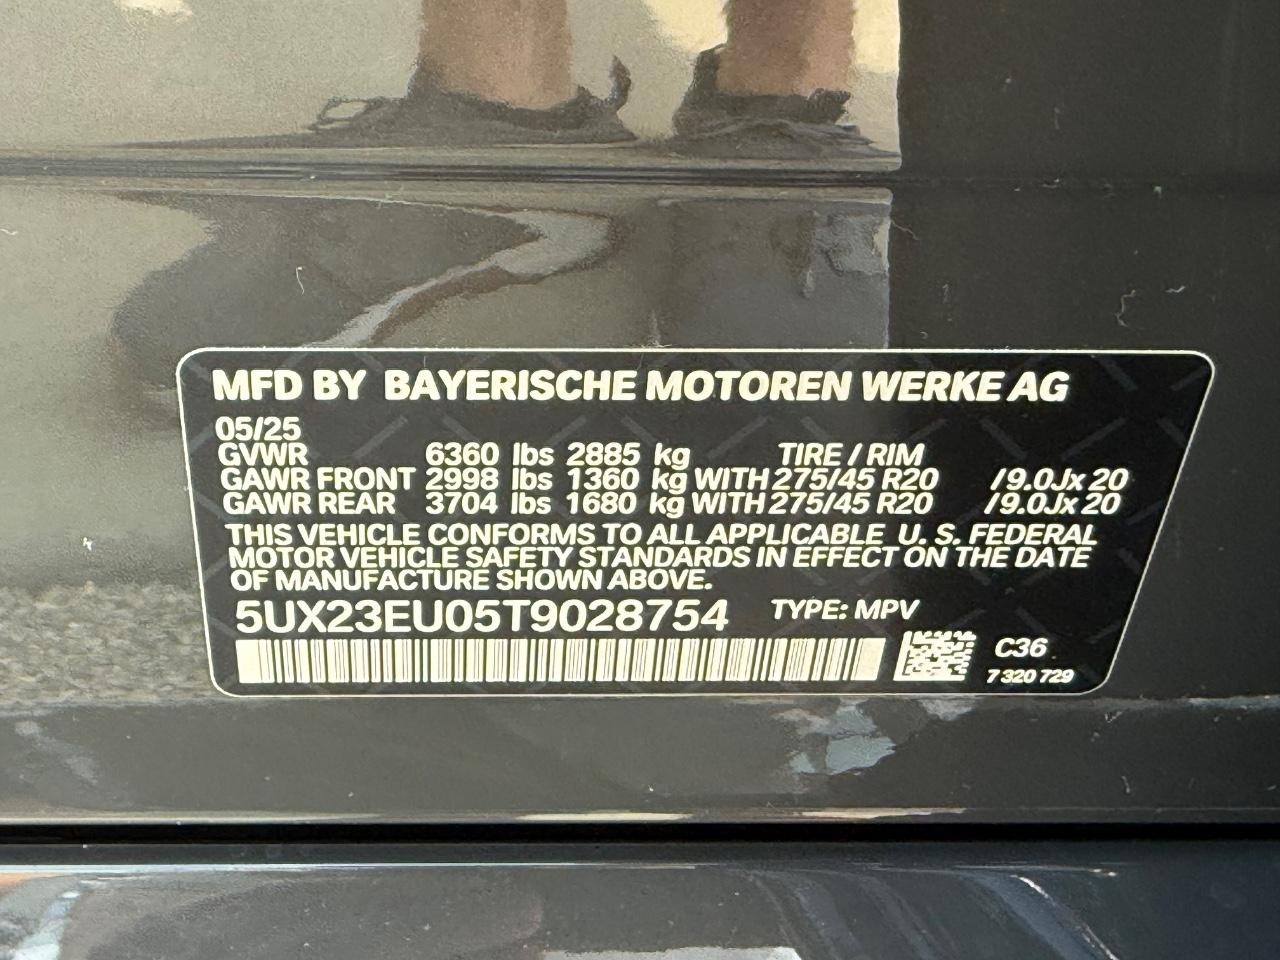 MFD BY BAYERISCHE MOTOREN WERKE AG
05/25
GVWR 6360 lbs 2885 kg TIRE / RIM
GAWR FRONT 2998 lbs 1360 kg WITH 275/45 R20 /9.0Jx 20
GAWR REAR 3704 lbs 1680 kg WITH 275/45 R20 /9.0Jx 20
THIS VEHICLE CONFORMS TO ALL APPLICABLE U. S. FEDERAL
MOTOR VEHICLE SAFETY STANDARDS IN EFFECT ON THE DATE
OF MANUFACTURE SHOWN ABOVE.
5UX23EU05T9028754 TYPE: MPV
C36
7 320 729